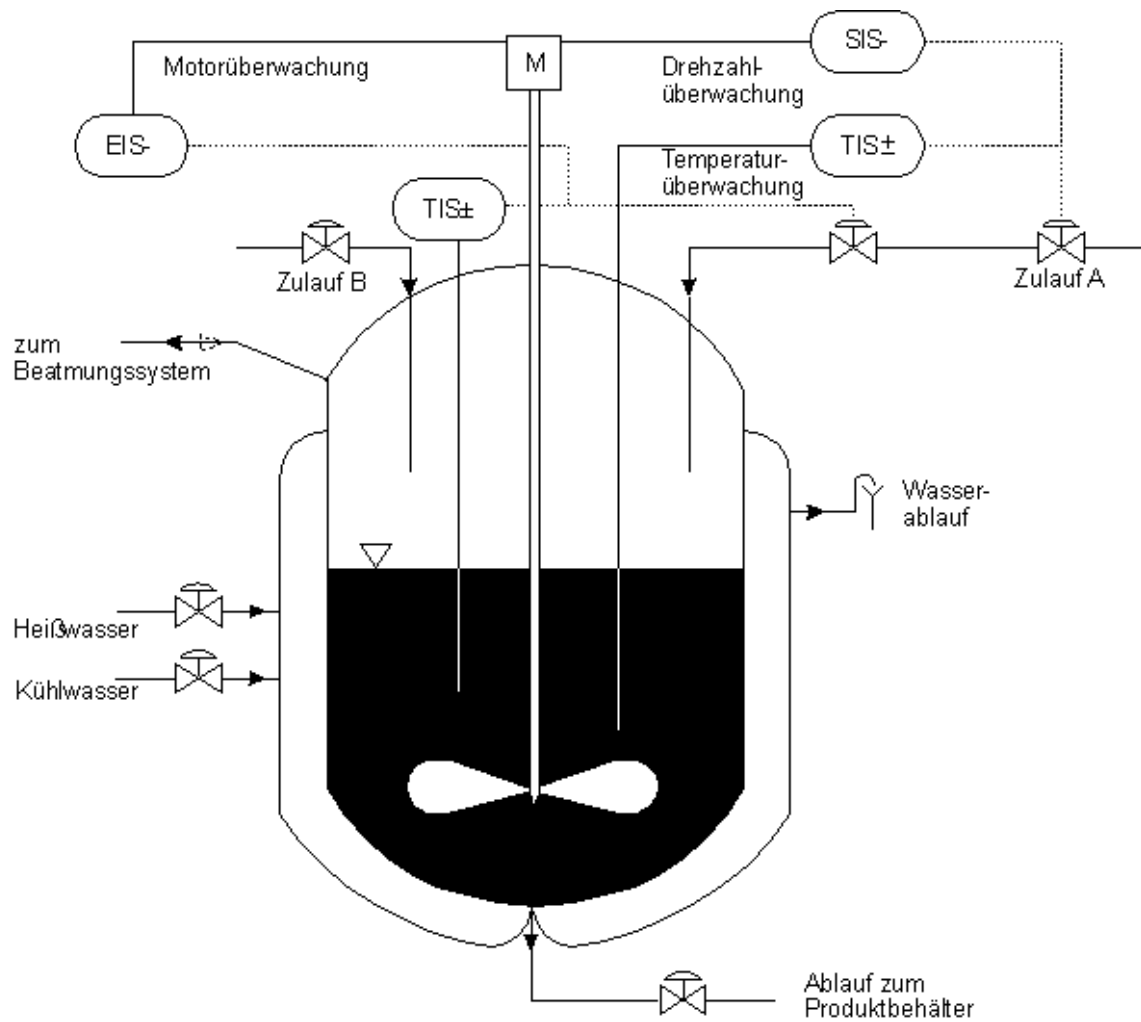 SIS-
M
Motorüberwachung
Drehzahl-
überwachung
EIS-
TIS±
Temperatur-
überwachung
TIS±
Zulauf B
Zulauf A
zum
Beatmungssystem
Wasser-
ablauf
Heißwasser
Kühlwasser
Ablauf zum
Produktbehälter